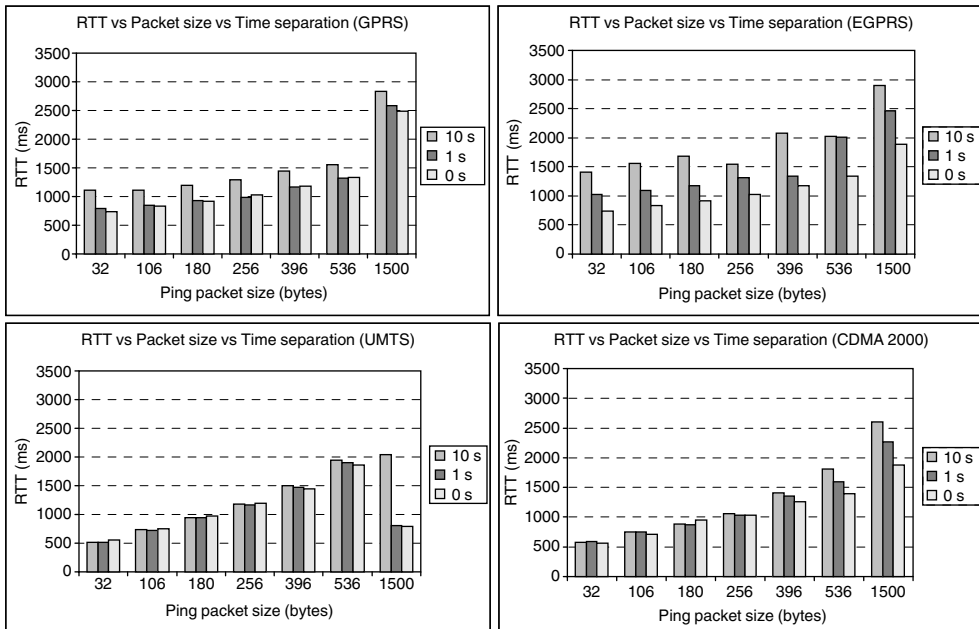 RTT vs Packet size vs Time separation (GPRS)
3500
3000
2500
2000
1500
1000
500
0
RTT (ms)
32 106 180 256 396 536 1500
Ping packet size (bytes)
10 s
1 s
0 s
RTT vs Packet size vs Time separation (EGPRS)
3500
3000
2500
2000
1500
1000
500
0
RTT (ms)
32 106 180 256 396 536 1500
Ping packet size (bytes)
10 s
1 s
0 s
RTT vs Packet size vs Time separation (UMTS)
3500
3000
2500
2000
1500
1000
500
0
RTT (ms)
32 106 180 256 396 536 1500
Ping packet size (bytes)
10 s
1 s
0 s
RTT vs Packet size vs Time separation (CDMA 2000)
3500
3000
2500
2000
1500
1000
500
0
RTT (ms)
32 106 180 256 396 536 1500
Ping packet size (bytes)
10 s
1 s
0 s